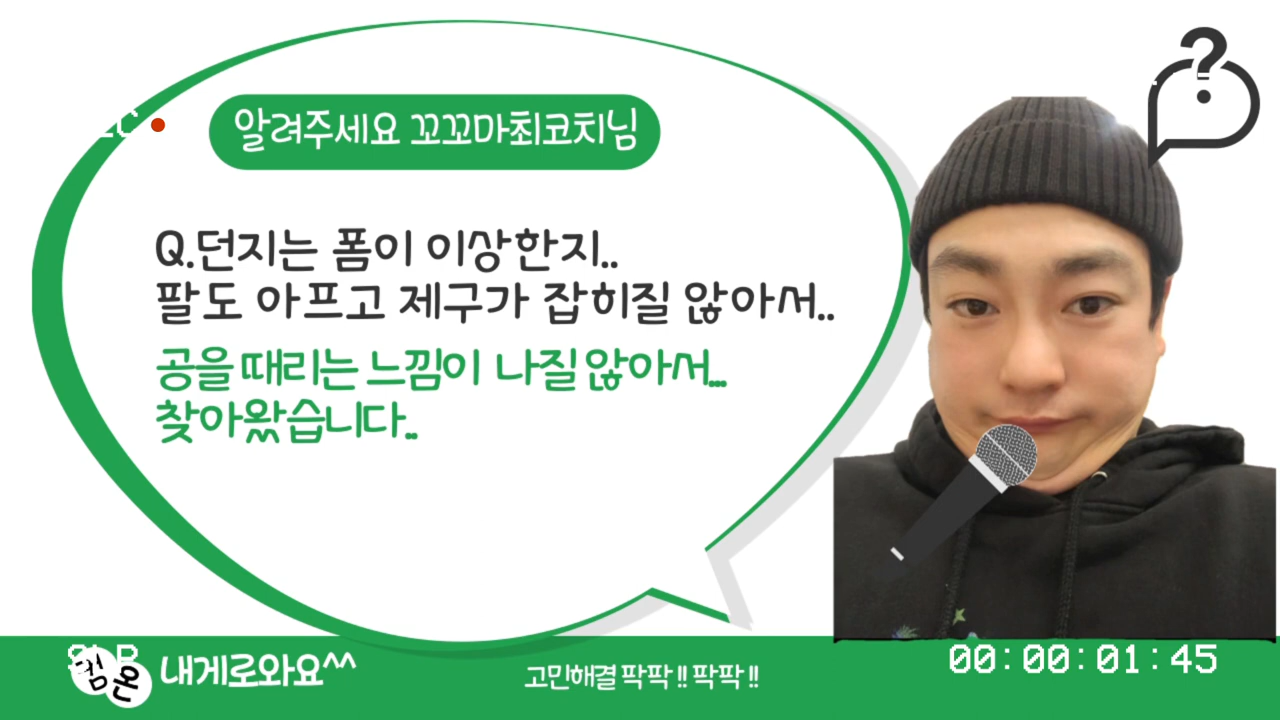 알려주세요 꼬꼬마최코치님
Q.던지는 폼이 이상한지..
팔도 아프고 제구가 잡히질 않아서..
공을 때리는 느낌이 나질 않아서...
찾아왔습니다..
컴온 내게로와요^^
고민해결 팍팍!! 팍팍!!
00:00:01:45